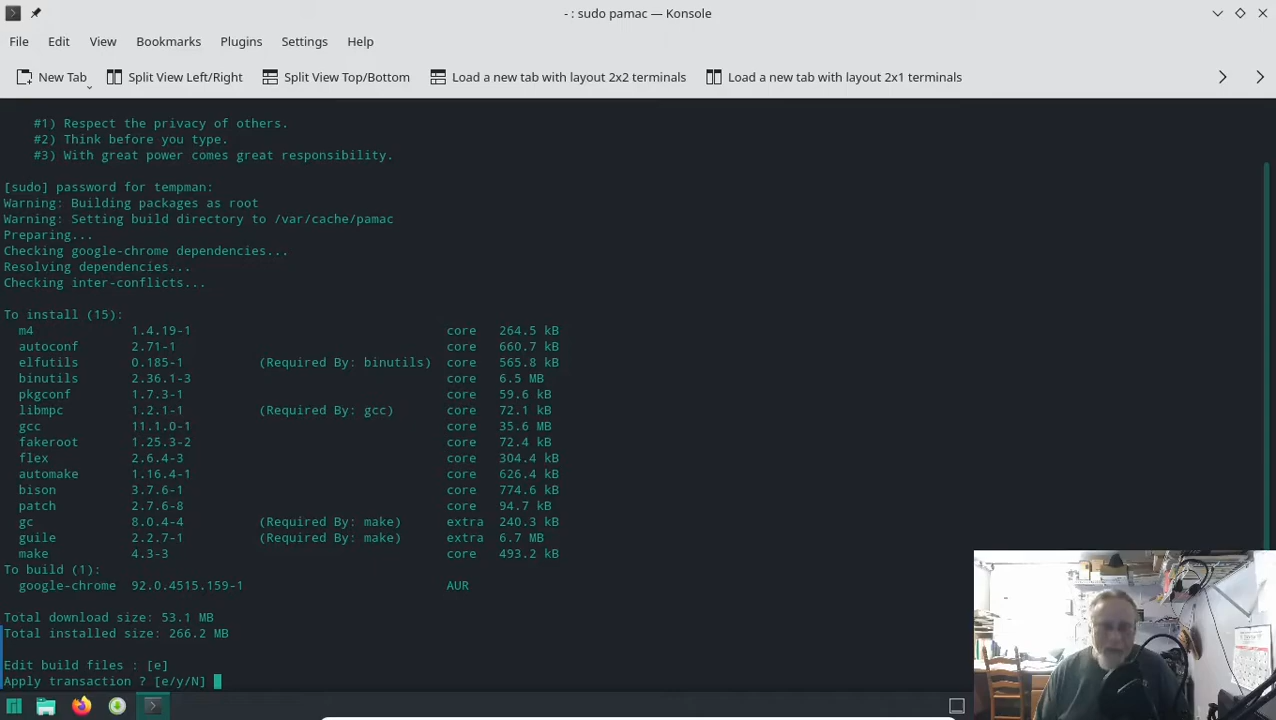 - : sudo pamac — Konsole
File Edit View Bookmarks Plugins Settings Help
New Tab Split View Left/Right Split View Top/Bottom Load a new tab with layout 2x2 terminals Load a new tab with layout 2x1 terminals
#1) Respect the privacy of others.
#2) Think before you type.
#3) With great power comes great responsibility.
[sudo] password for tempman:
Warning: Building packages as root
Warning: Setting build directory to /var/cache/pamac
Preparing...
Checking google-chrome dependencies...
Resolving dependencies...
Checking inter-conflicts...
To install (15):
m4 1.4.19-1 core 264.5 kB
autoconf 2.71-1 core 660.7 kB
elfutils 0.185-1 (Required By: binutils) core 565.8 kB
binutils 2.36.1-3 core 6.5 MB
pkgconf 1.7.3-1 core 59.6 kB
libmpc 1.2.1-1 (Required By: gcc) core 72.1 kB
gcc 11.1.0-1 core 35.6 MB
fakeroot 1.25.3-2 core 72.4 kB
flex 2.6.4-3 core 304.4 kB
automake 1.16.4-1 core 626.4 kB
bison 3.7.6-1 core 774.6 kB
patch 2.7.6-8 core 94.7 kB
gc 8.0.4-4 (Required By: make) extra 240.3 kB
guile 2.2.7-1 (Required By: make) extra 6.7 MB
make 4.3-3 core 493.2 kB
To build (1):
google-chrome 92.0.4515.159-1 AUR
Total download size: 53.1 MB
Total installed size: 266.2 MB
Edit build files : [e]
Apply transaction ? [e/y/N]